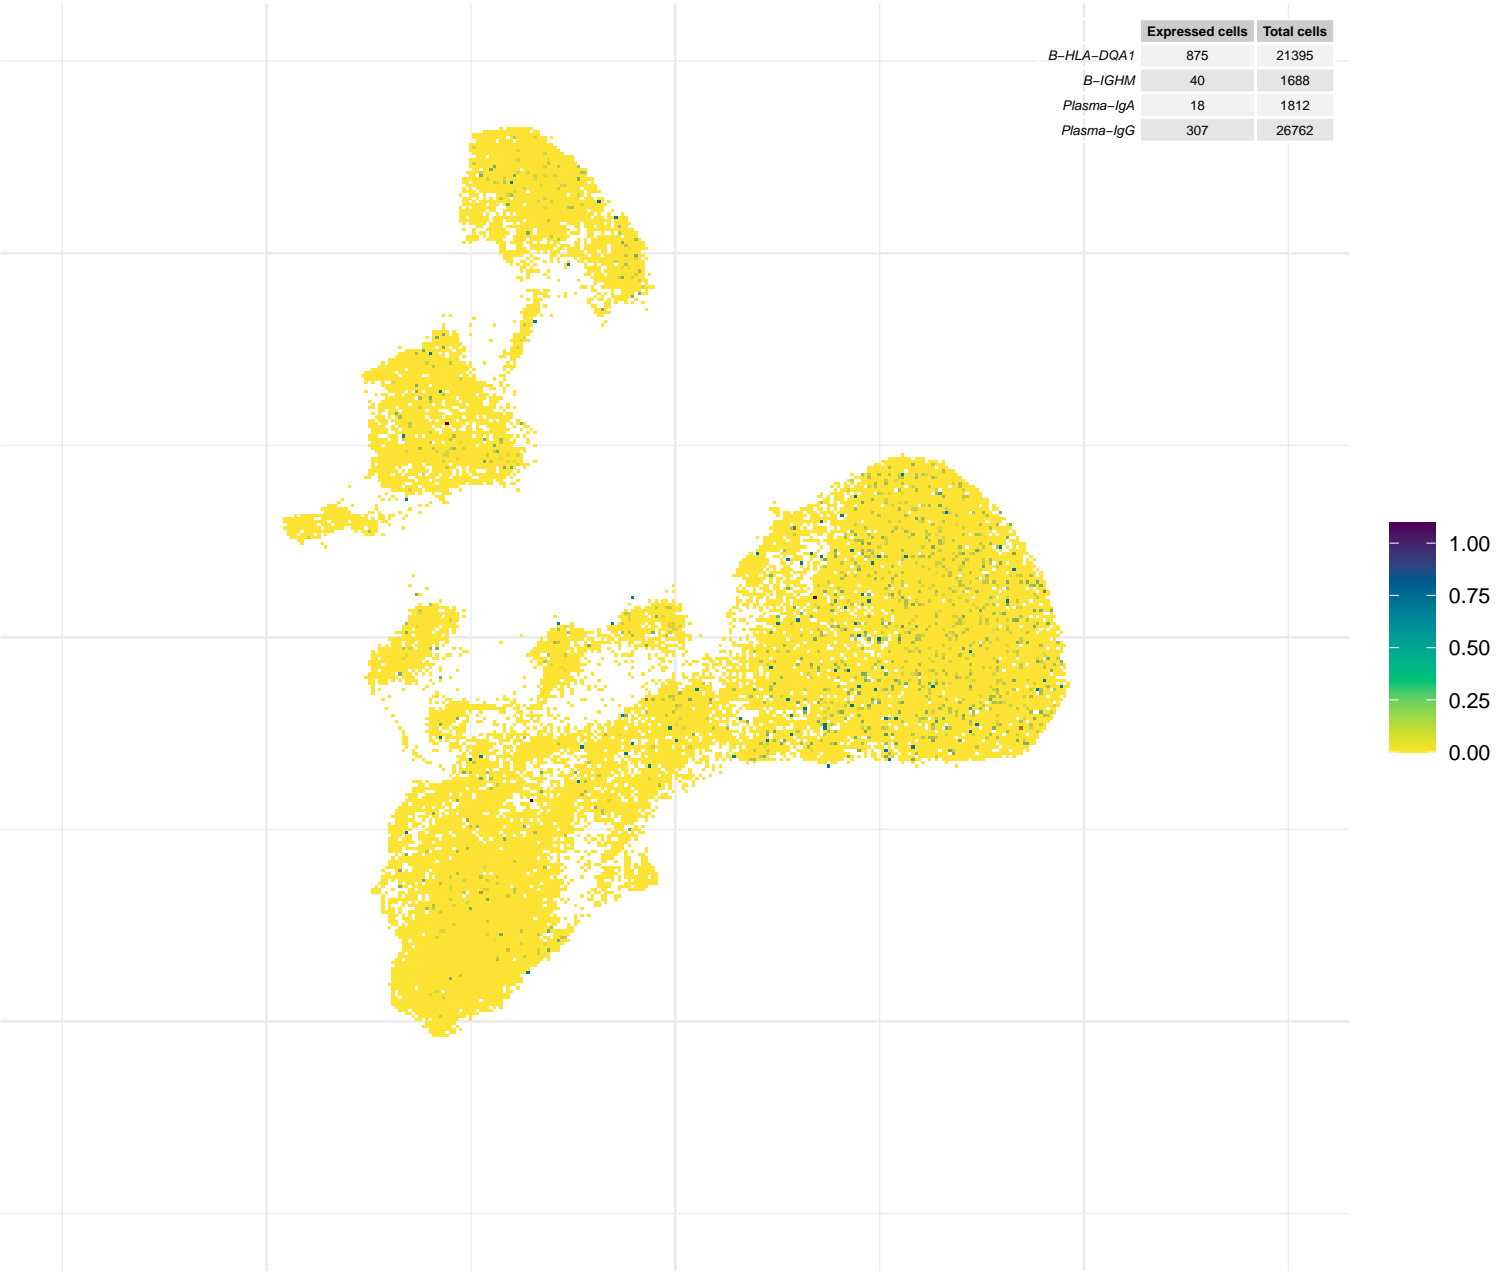 Expressed cells Total cells
B−HLA−DQA1 875 21395
B−IGHM 40 1688
Plasma−IgA 18 1812
Plasma−IgG 307 26762
1.00
0.75
0.50
0.25
0.00